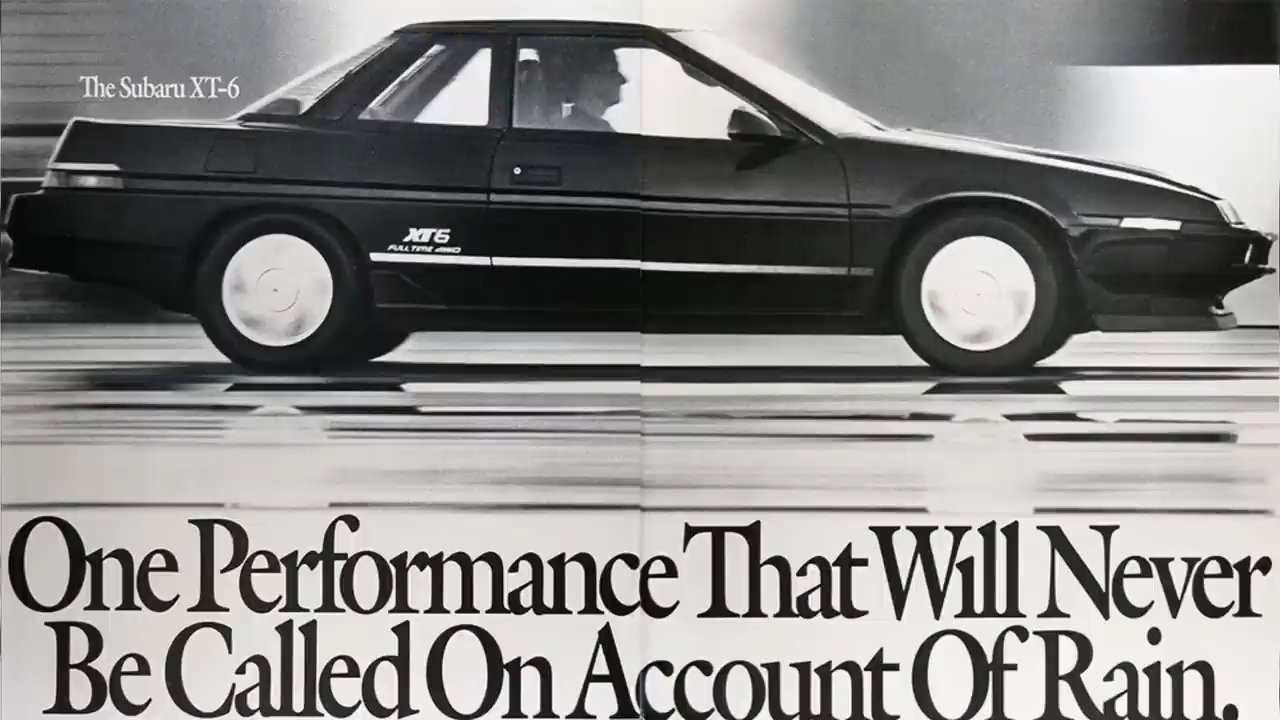 The Subaru XT-6
XT6
FULL TIME 4WD
One Performance That Will Never
Be Called On Account Of Rain.